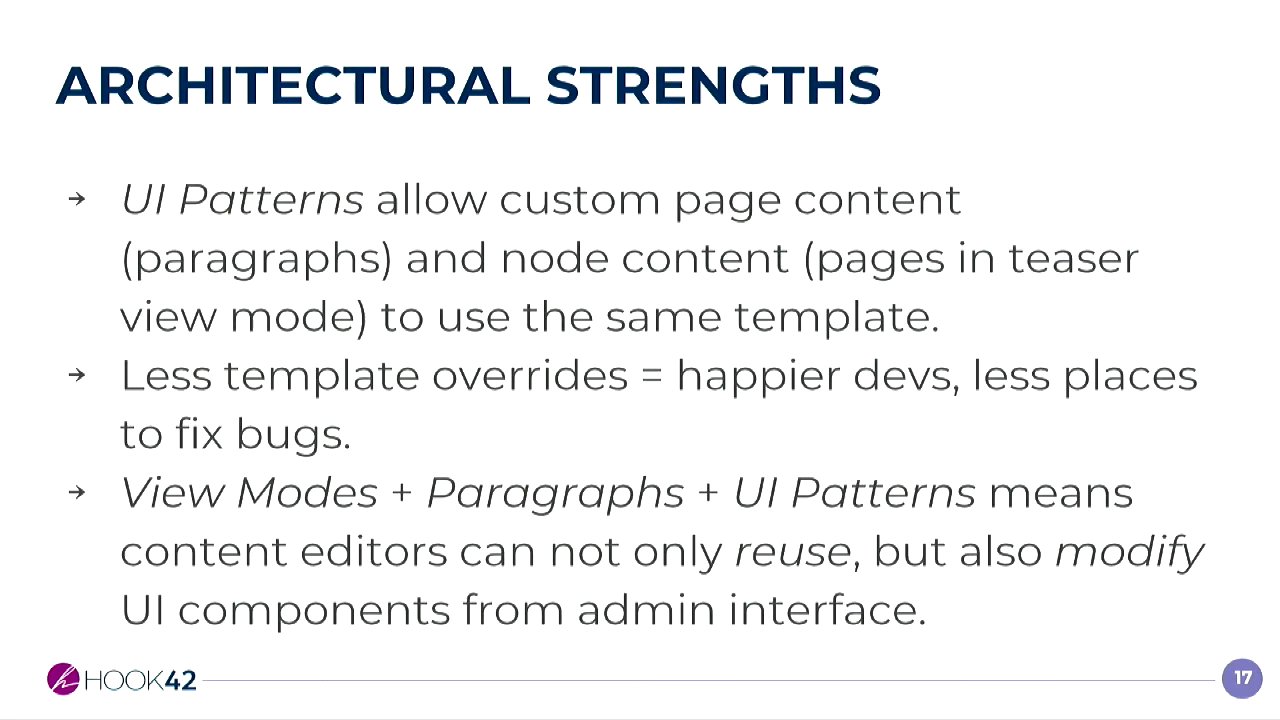 ARCHITECTURAL STRENGTHS
→ UI Patterns allow custom page content
(paragraphs) and node content (pages in teaser
view mode) to use the same template.
→ Less template overrides = happier devs, less places
to fix bugs.
→ View Modes + Paragraphs + UI Patterns means
content editors can not only reuse, but also modify
UI components from admin interface.
HOOK42
17